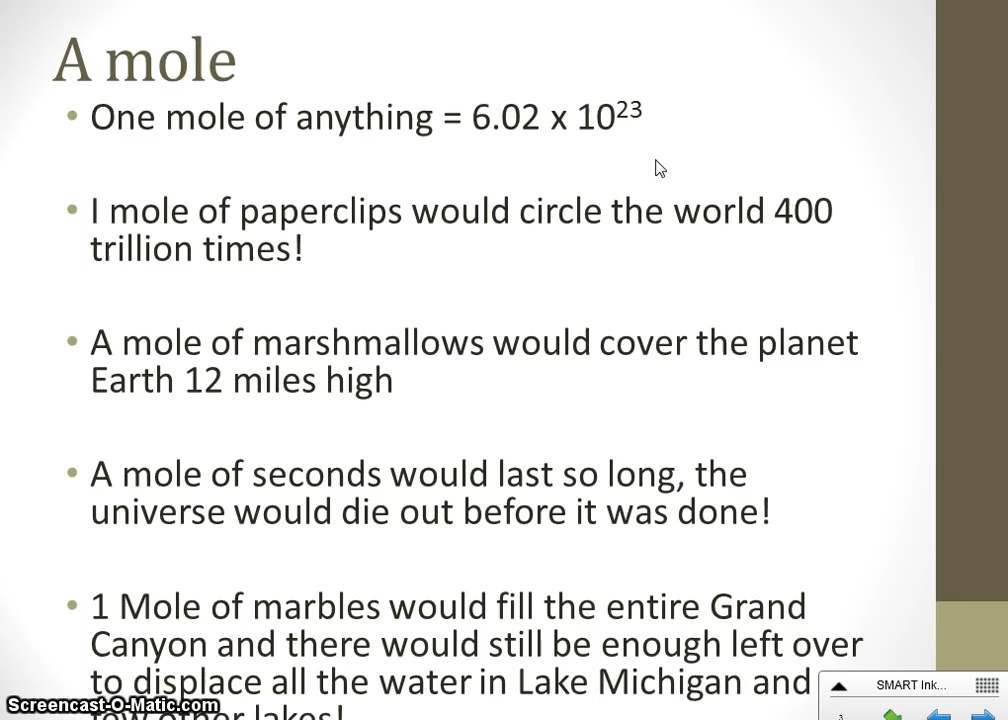 A mole
• One mole of anything = 6.02 x 10²³
• I mole of paperclips would circle the world 400
trillion times!
• A mole of marshmallows would cover the planet
Earth 12 miles high
• A mole of seconds would last so long, the
universe would die out before it was done!
• 1 Mole of marbles would fill the entire Grand
Canyon and there would still be enough left over
to displace all the water in Lake Michigan and
few other lakes!
SMART Ink...
Screencast-O-Matic.com